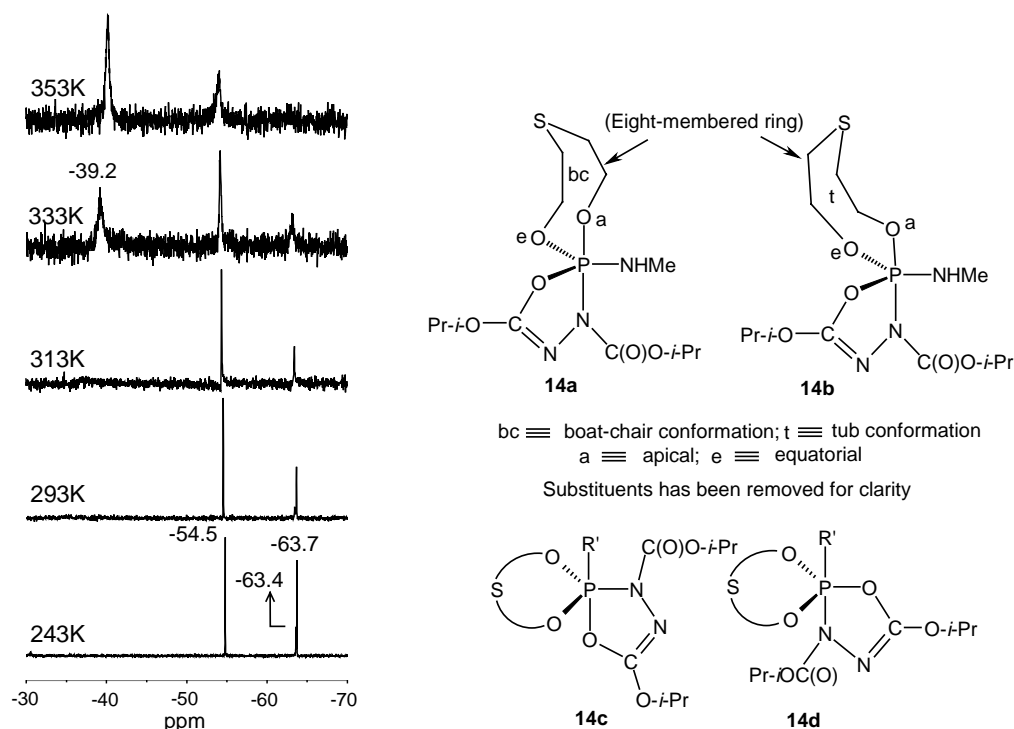 353K
-39.2
333K
313K
293K
-54.5
-63.7
-63.4
243K
-30
-40
-50
-60
-70
ppm
S
(Eight-membered ring)
S
bc
t
O a
O a
e O
e O
P NHMe
P NHMe
O
O
Pr-i-O C
N
Pr-i-O C
N
N C(O)O-i-Pr
N C(O)O-i-Pr
14a
14b
bc ≡ boat-chair conformation; t ≡ tub conformation
a ≡ apical; e ≡ equatorial
Substituents has been removed for clarity
R'
C(O)O-i-Pr
R'
O
O
S
P N
S
P O
O
N
O
N
C O-i-Pr
O
C
N
Pr-iOC(O)
O-i-Pr
14c
14d